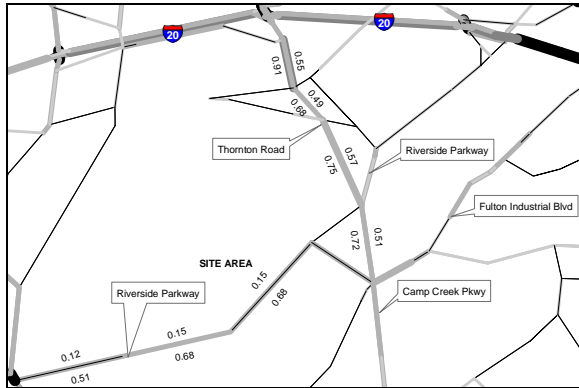 20
20
0.55
0.91
0.49
0.68
Thornton Road
0.57
0.75
Riverside Parkway
Fulton Industrial Blvd
0.51
0.72
SITE AREA
0.15
0.68
Camp Creek Pkwy
Riverside Parkway
0.15
0.68
0.12
0.51